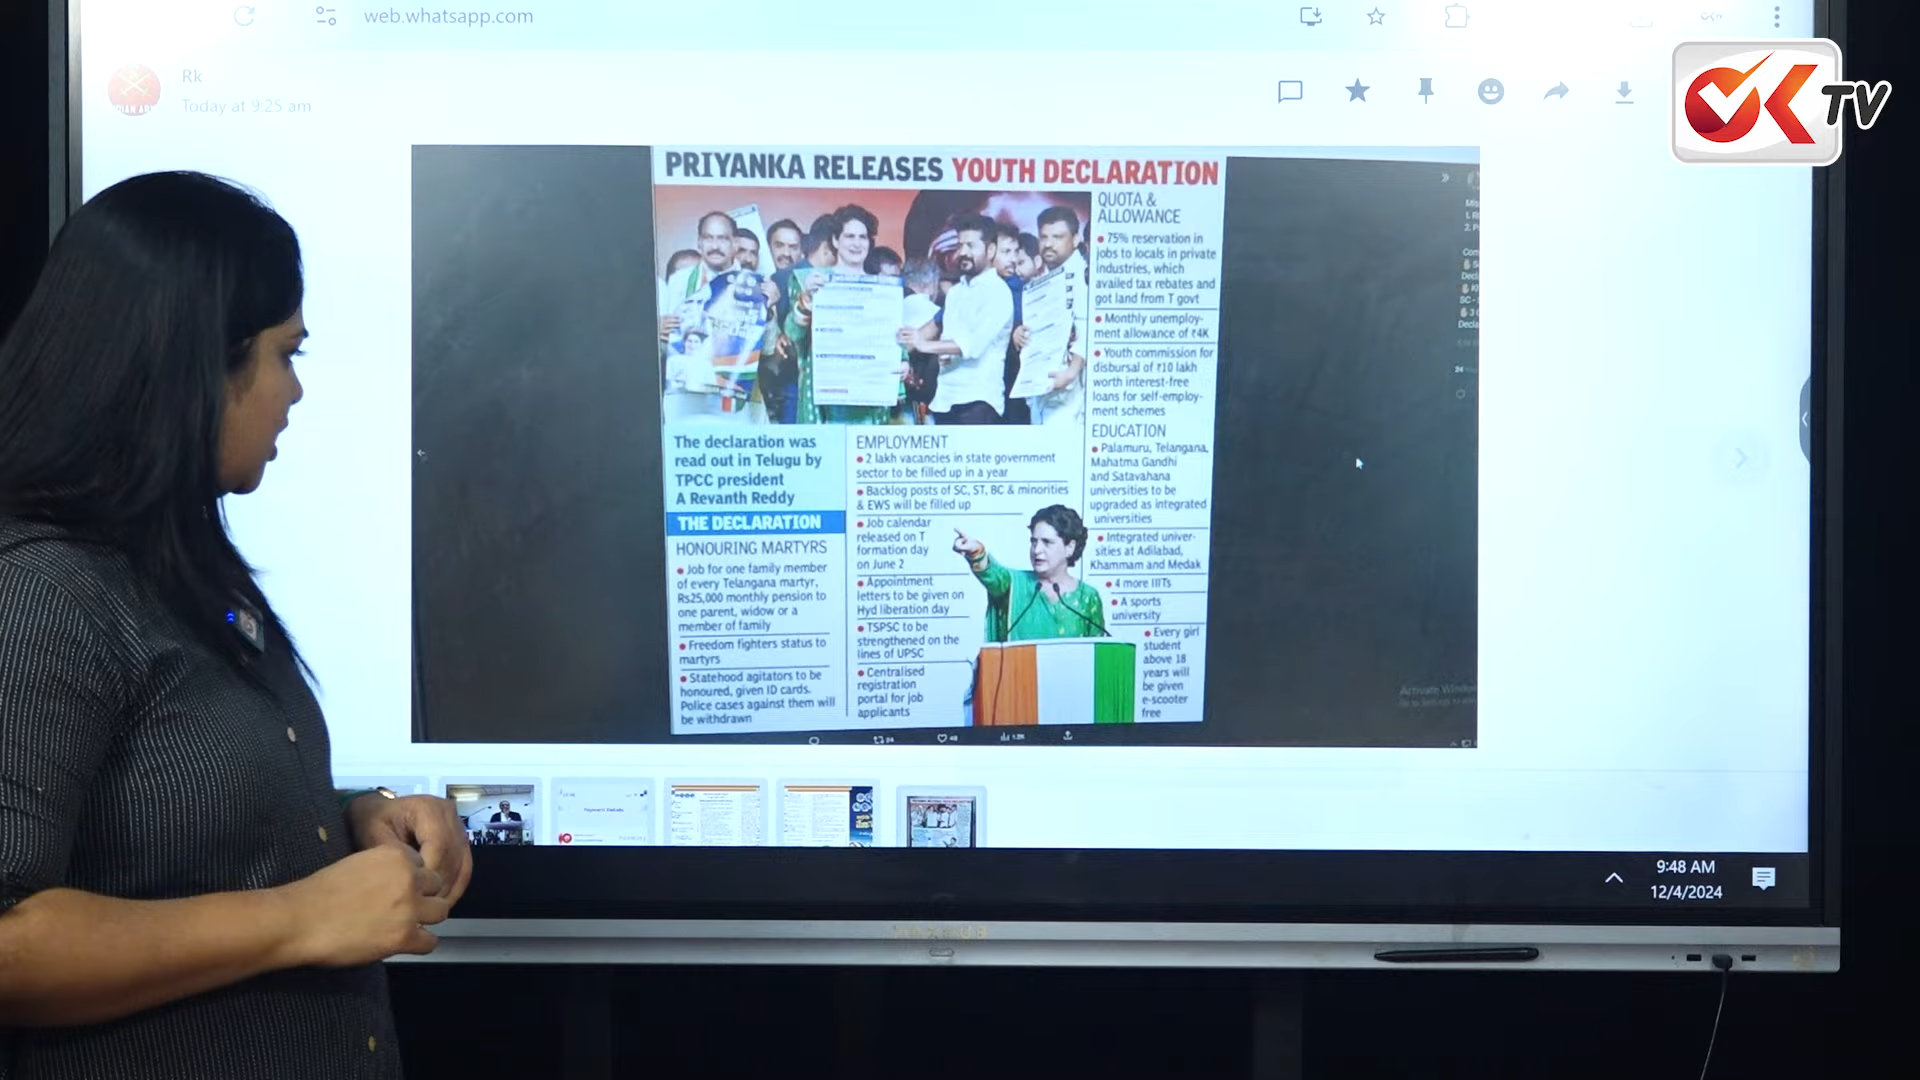 web.whatsapp.com
Rk
Today at 9:25 am
OK TV
PRIYANKA RELEASES YOUTH DECLARATION
QUOTA &
ALLOWANCE
• 75% reservation in
jobs to locals in private
industries, which
availed tax rebates and
got land from T govt
• Monthly unemploy-
ment allowance of ₹4K
• Youth commission for
disbursal of ₹10 lakh
worth interest-free
loans for self-employ-
ment schemes
EDUCATION
• Palamuru, Telangana,
Mahatma Gandhi
and Satavahana
universities to be
upgraded as integrated
universities
• Integrated univer-
sities at Adilabad,
Khammam and Medak
• 4 more IIITs
• A sports
university
• Every girl
student
above 18
years will
be given
e-scooter
free
The declaration was
read out in Telugu by
TPCC president
A Revanth Reddy
THE DECLARATION
HONOURING MARTYRS
• Job for one family member
of every Telangana martyr,
Rs25,000 monthly pension to
one parent, widow or a
member of family
• Freedom fighters status to
martyrs
• Statehood agitators to be
honoured, given ID cards.
Police cases against them will
be withdrawn
EMPLOYMENT
• 2 lakh vacancies in state government
sector to be filled up in a year
• Backlog posts of SC, ST, BC & minorities
& EWS will be filled up
• Job calendar
released on T
formation day
on June 2
• Appointment
letters to be given on
Hyd liberation day
• TSPSC to be
strengthened on the
lines of UPSC
• Centralised
registration
portal for job
applicants
9:48 AM
12/4/2024